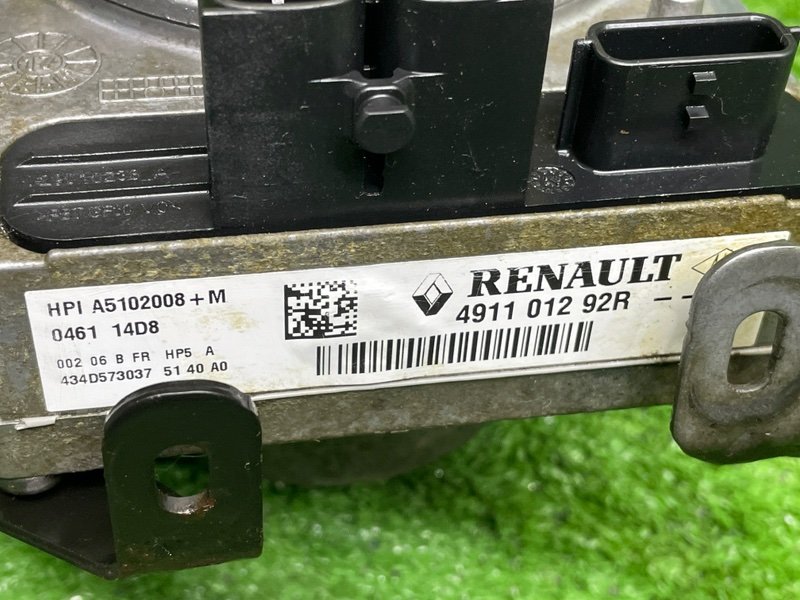 HPI A5102008+M
0461 14D8
002 06 B FR HP5 A
434D573037 51 40 A0
RENAULT
4911 012 92R --